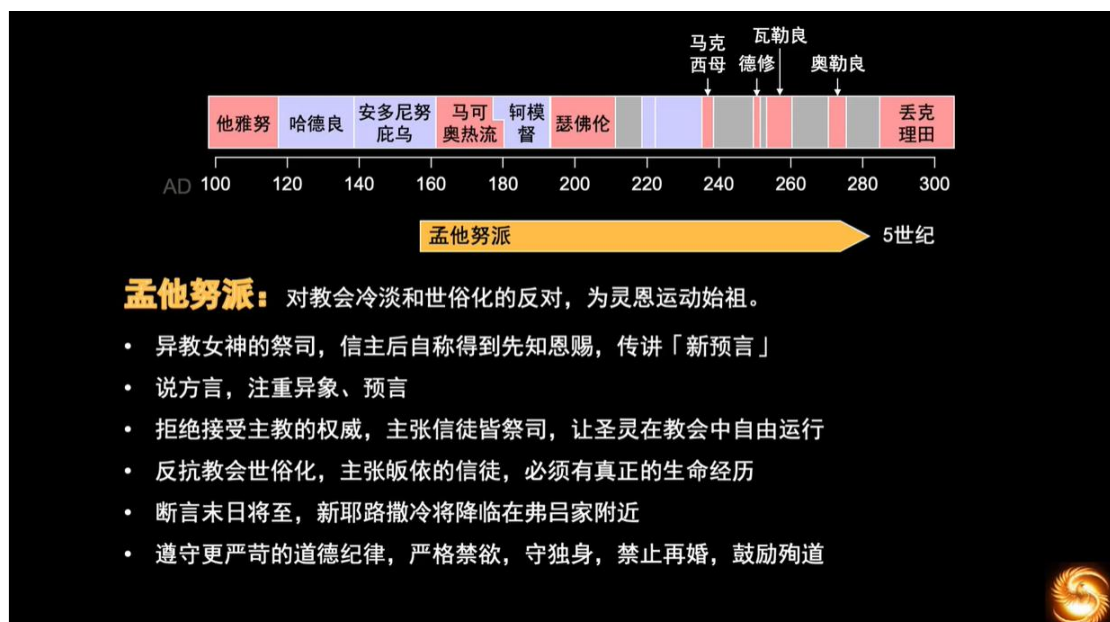 马克
西母
德修
瓦勒良
奥勒良
他雅努
哈德良
安多尼努
庇乌
马可
奥热流
轲模
督
瑟佛伦
丢克
理田
AD 100 120 140 160 180 200 220 240 260 280 300
孟他努派
5世纪
孟他努派：对教会冷淡和世俗化的反对，为灵恩运动始祖。
• 异教女神的祭司，信主后自称得到先知恩赐，传讲「新预言」
• 说方言，注重异象、预言
• 拒绝接受主教的权威，主张信徒皆祭司，让圣灵在教会中自由运行
• 反抗教会世俗化，主张皈依的信徒，必须有真正的生命经历
• 断言末日将至，新耶路撒冷将降临在弗吕家附近
• 遵守更严苛的道德纪律，严格禁欲，守独身，禁止再婚，鼓励殉道